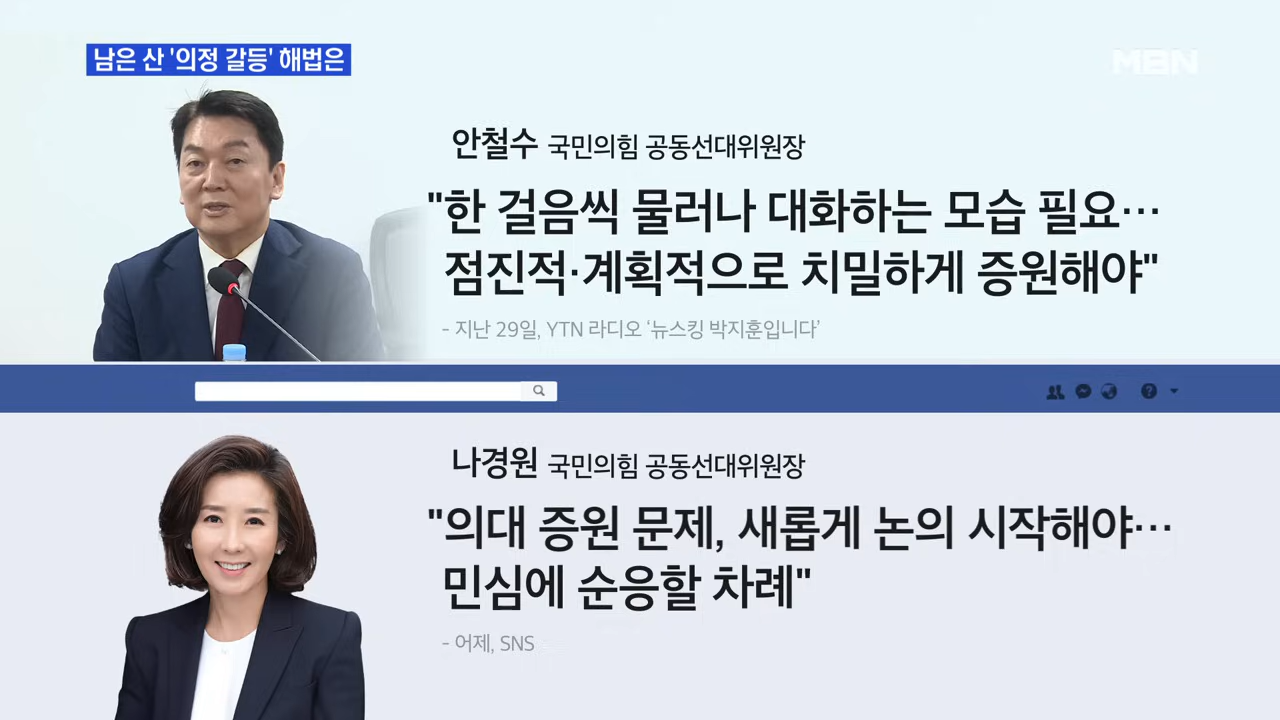 남은 산 '의정 갈등' 해법은
MBN
안철수 국민의힘 공동선대위원장
"한 걸음씩 물러나 대화하는 모습 필요…
점진적·계획적으로 치밀하게 증원해야"
- 지난 29일, YTN 라디오 ‘뉴스킹 박지훈입니다’
나경원 국민의힘 공동선대위원장
"의대 증원 문제, 새롭게 논의 시작해야…
민심에 순응할 차례"
- 어제, SNS